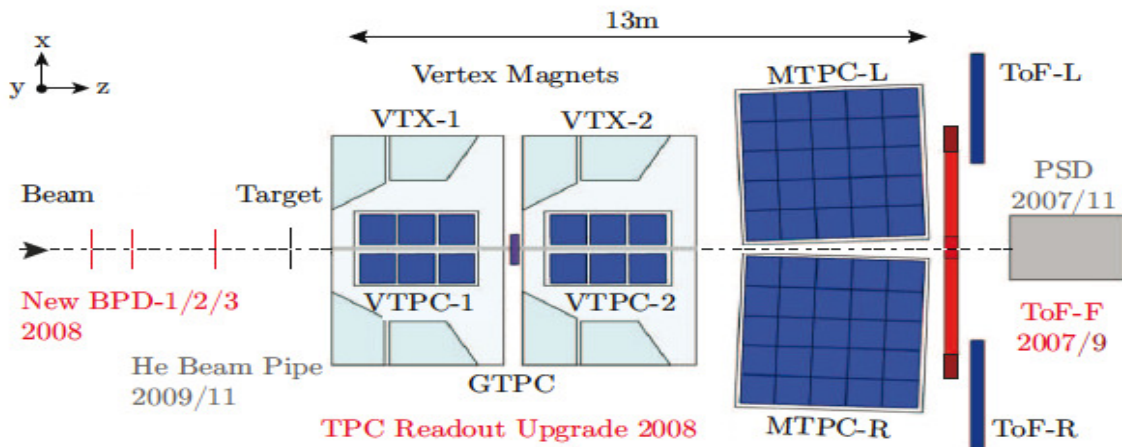 13m
x
y
z
Vertex Magnets
MTPC-L
ToF-L
VTX-1
VTX-2
Beam
Target
PSD
2007/11
New BPD-1/2/3
2008
VTPC-1
VTPC-2
ToF-F
2007/9
He Beam Pipe
2009/11
GTPC
TPC Readout Upgrade 2008
MTPC-R
ToF-R